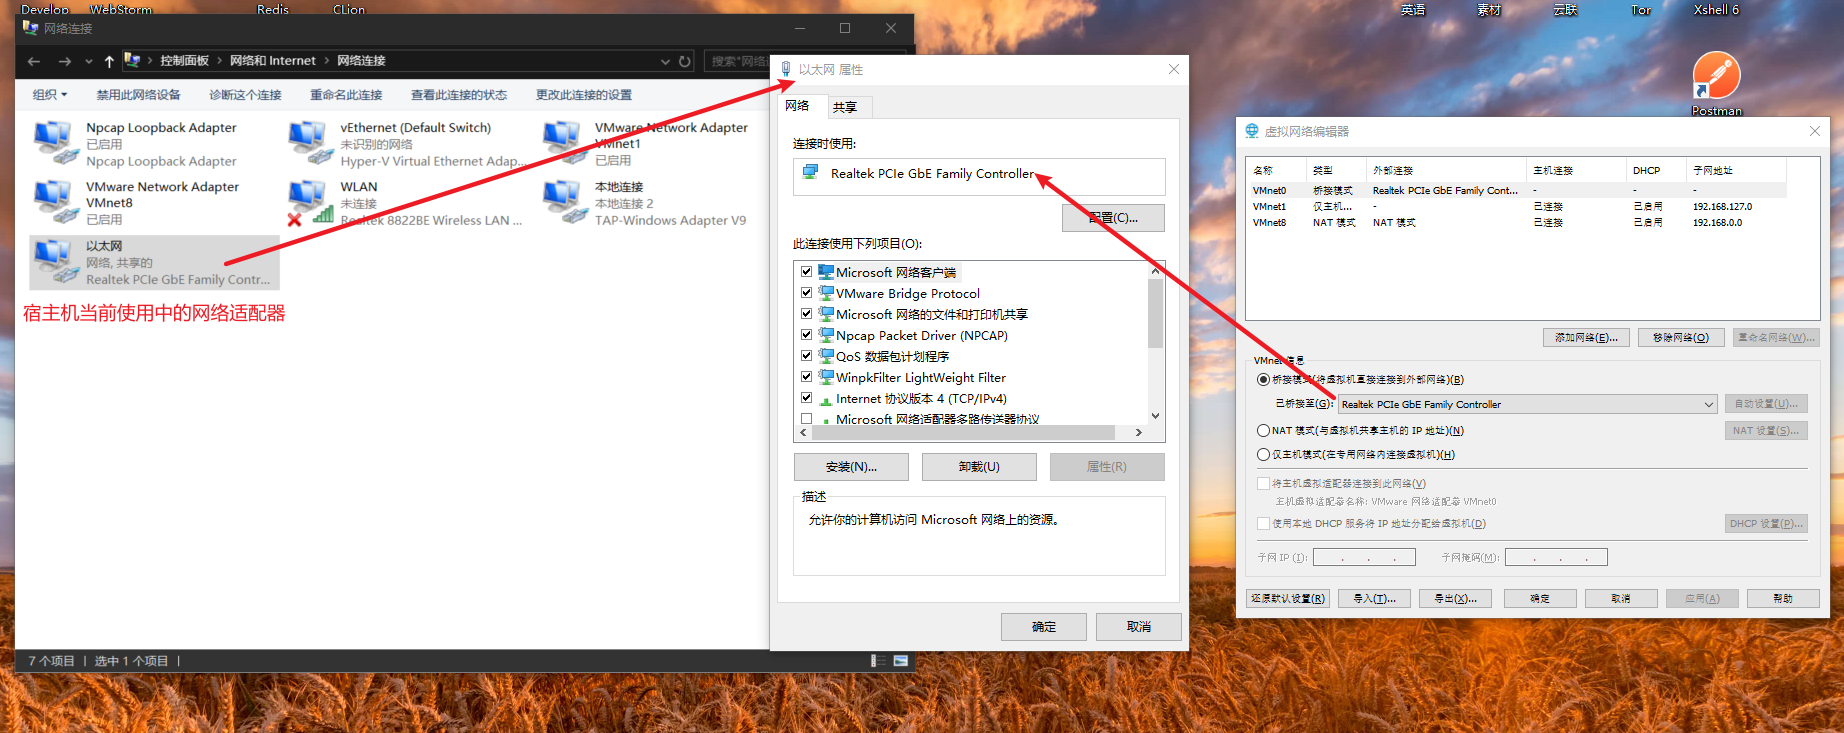 Develop
WebStorm
Redis
CLion
英语
素材
云联
Tor
Xshell 6
Postman
网络连接
控制面板 › 网络和 Internet › 网络连接
搜索"网络
组织
禁用此网络设备
诊断这个连接
重命名此连接
查看此连接的状态
更改此连接的设置
Npcap Loopback Adapter
已启用
Npcap Loopback Adapter
vEthernet (Default Switch)
未识别的网络
Hyper-V Virtual Ethernet Adap...
VMware Network Adapter
VMnet1
已启用
VMware Network Adapter
VMnet8
已启用
WLAN
未连接
Realtek 8822BE Wireless LAN ...
本地连接
本地连接 2
TAP-Windows Adapter V9
以太网
网络, 共享的
Realtek PCIe GbE Family Contr...
宿主机当前使用中的网络适配器
7 个项目 | 选中 1 个项目 |
以太网 属性
网络
共享
连接时使用:
Realtek PCIe GbE Family Controller
配置(C)...
此连接使用下列项目(O):
Microsoft 网络客户端
VMware Bridge Protocol
Microsoft 网络的文件和打印机共享
Npcap Packet Driver (NPCAP)
QoS 数据包计划程序
WinpkFilter LightWeight Filter
Internet 协议版本 4 (TCP/IPv4)
Microsoft 网络适配器多路传送器协议
安装(N)...
卸载(U)
属性(R)
描述
允许你的计算机访问 Microsoft 网络上的资源。
确定
取消
虚拟网络编辑器
名称 类型 外部连接 主机连接 DHCP 子网地址
VMnet0 桥接模式 Realtek PCIe GbE Family Cont... - - -
VMnet1 仅主机... - 已连接 已启用 192.168.127.0
VMnet8 NAT 模式 NAT 模式 已连接 已启用 192.168.0.0
添加网络(E)...
移除网络(O)
重命名网络(W)...
VMnet 信息
桥接模式(将虚拟机直接连接到外部网络)(B)
已桥接至(G):
Realtek PCIe GbE Family Controller
自动设置(U)...
NAT 模式(与虚拟机共享主机的 IP 地址)(N)
NAT 设置(S)...
仅主机模式(在专用网络内连接虚拟机)(H)
将主机虚拟适配器连接到此网络(V)
主机虚拟适配器名称: VMware 网络适配器 VMnet0
使用本地 DHCP 服务将 IP 地址分配给虚拟机(D)
DHCP 设置(P)...
子网 IP (I): . . .
子网掩码(M): . . .
还原默认设置(R)
导入(T)...
导出(X)...
确定
取消
应用(A)
帮助